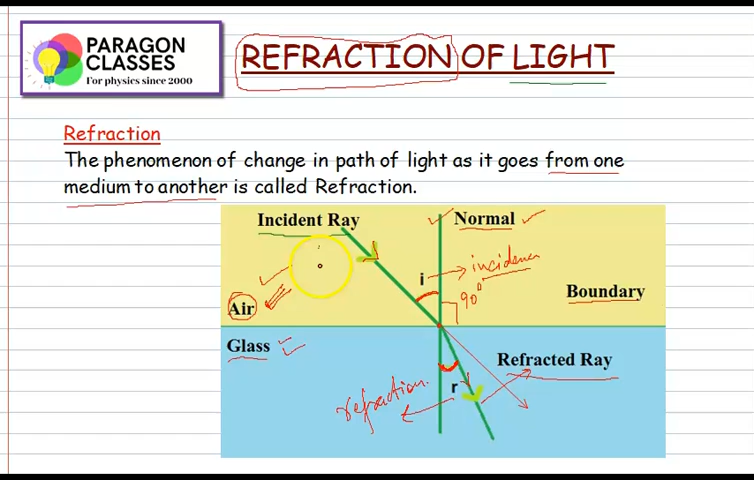 PARAGON
CLASSES
For physics since 2000
REFRACTION OF LIGHT
Refraction
The phenomenon of change in path of light as it goes from one
medium to another is called Refraction.
Incident Ray
Normal
i
incidence
90°
Air
Boundary
Glass
Refracted Ray
refraction.
r